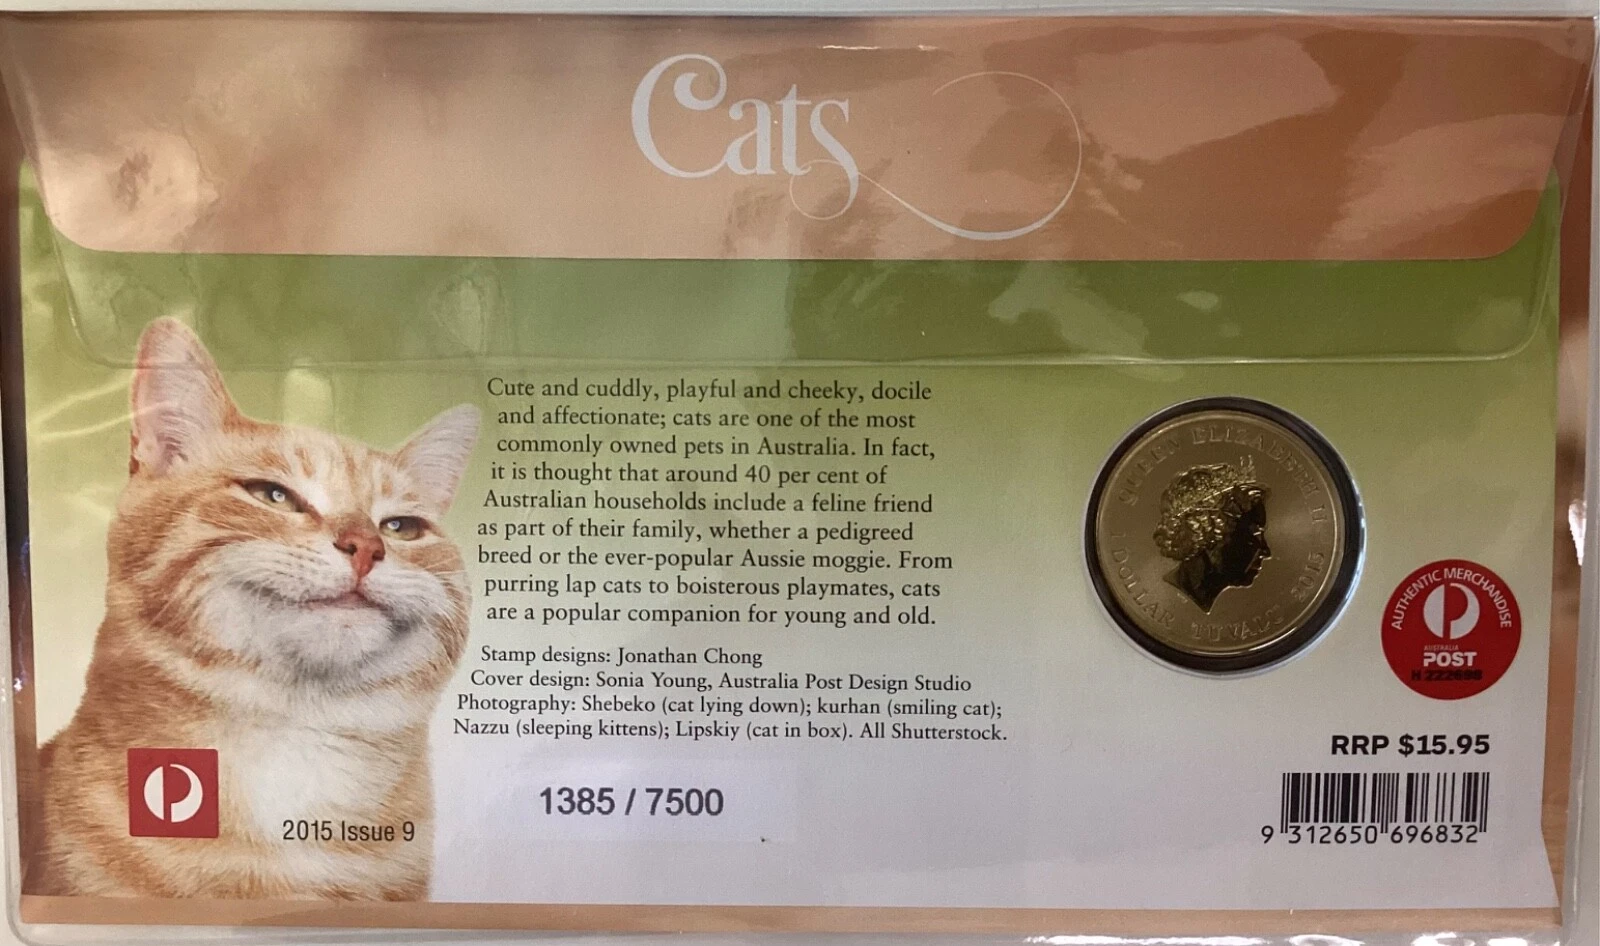 Cats
Cute and cuddly, playful and cheeky, docile
and affectionate; cats are one of the most
commonly owned pets in Australia. In fact,
it is thought that around 40 per cent of
Australian households include a feline friend
as part of their family, whether a pedigreed
breed or the ever-popular Aussie moggie. From
purring lap cats to boisterous playmates, cats
are a popular companion for young and old.
Stamp designs: Jonathan Chong
Cover design: Sonia Young, Australia Post Design Studio
Photography: Shebeko (cat lying down); kurhan (smiling cat);
Nazzu (sleeping kittens); Lipskiy (cat in box). All Shutterstock.
1385 / 7500
2015 Issue 9
QUEEN ELIZABETH II 2015
1 DOLLAR TUVALU
AUTHENTIC MERCHANDISE
AUSTRALIA
POST
RRP $15.95
9 312650 696832